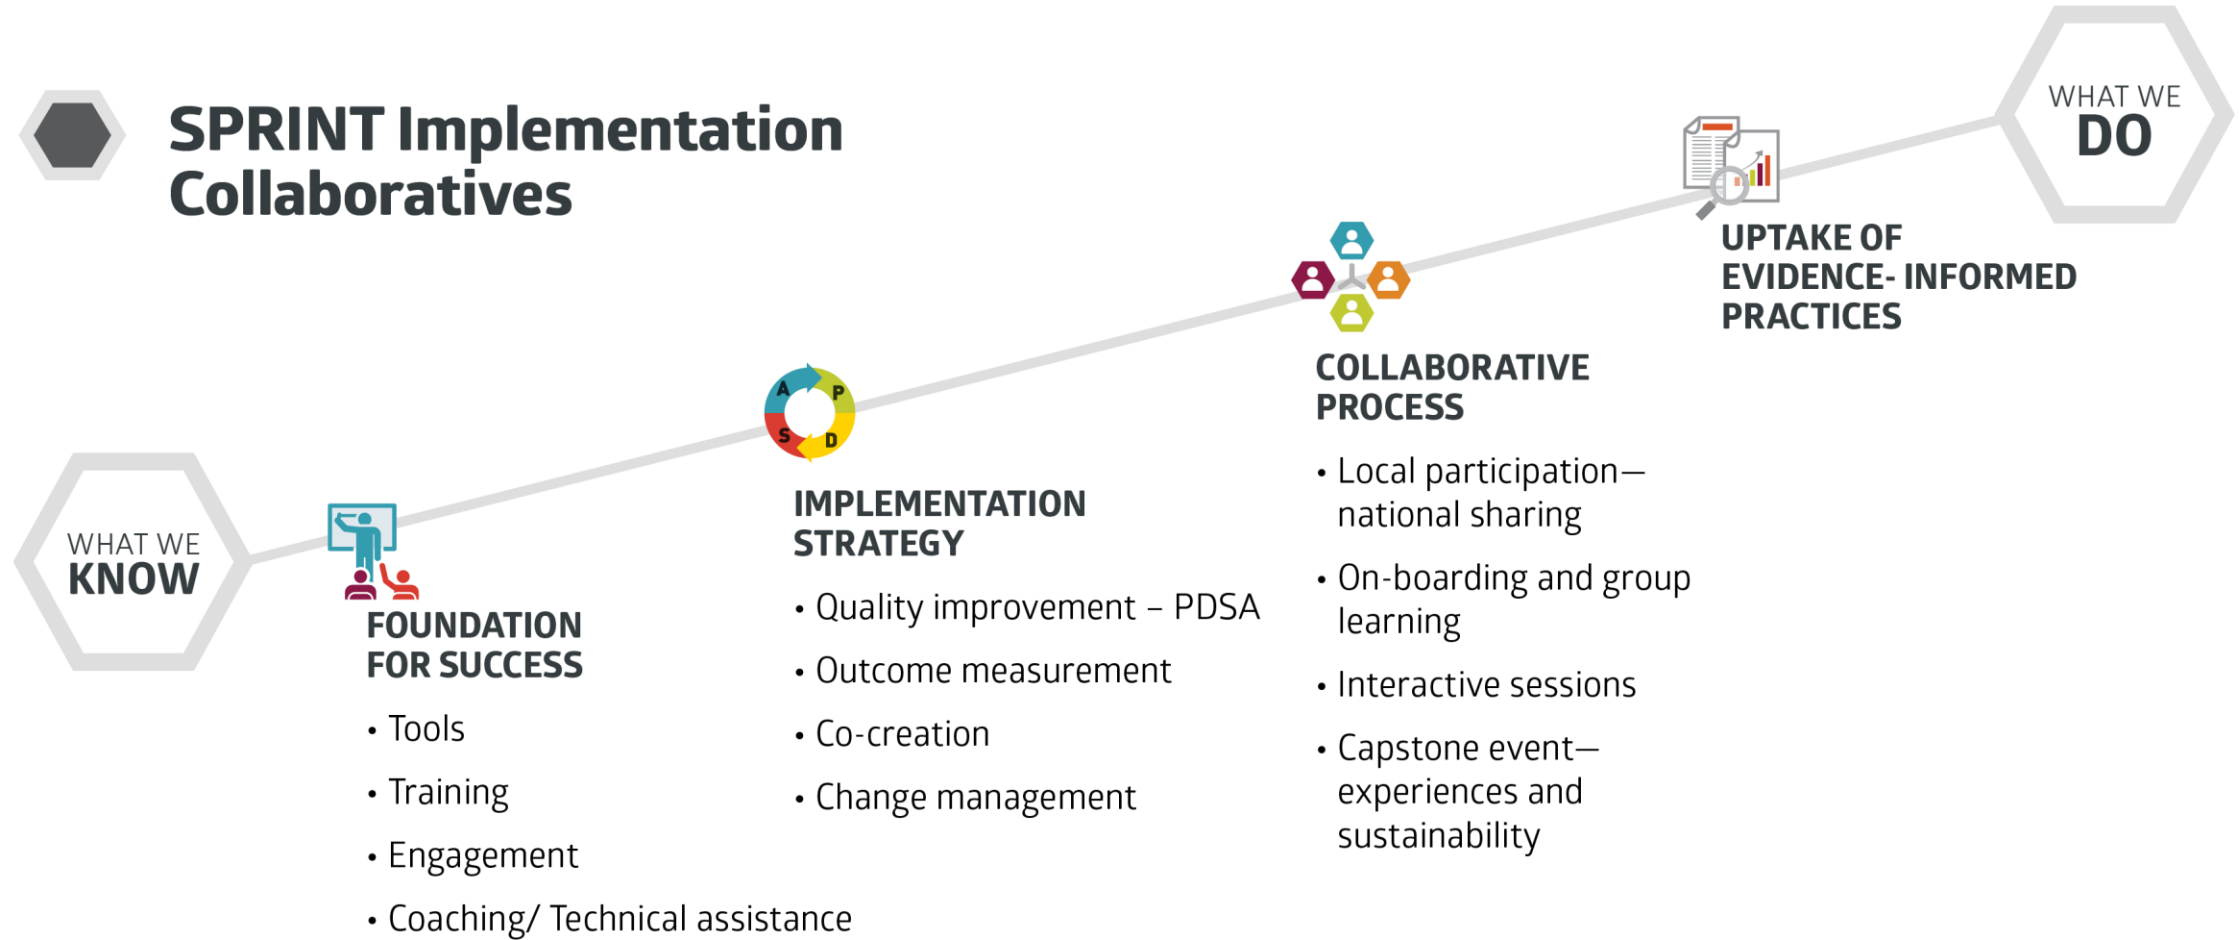 SPRINT Implementation
Collaboratives
WHAT WE
KNOW
FOUNDATION
FOR SUCCESS
• Tools
• Training
• Engagement
• Coaching/ Technical assistance
A
P
S
D
IMPLEMENTATION
STRATEGY
• Quality improvement – PDSA
• Outcome measurement
• Co-creation
• Change management
COLLABORATIVE
PROCESS
• Local participation—
national sharing
• On-boarding and group
learning
• Interactive sessions
• Capstone event—
experiences and
sustainability
UPTAKE OF
EVIDENCE- INFORMED
PRACTICES
WHAT WE
DO